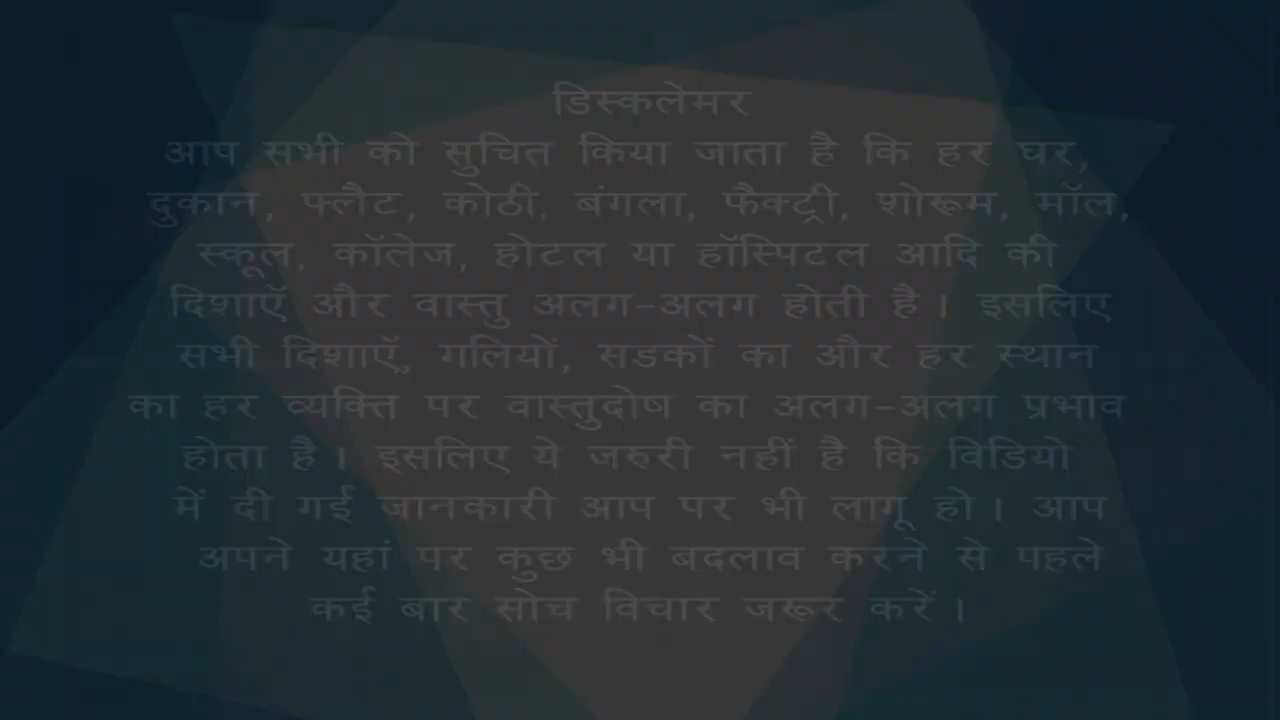 डिस्कलेमर
आप सभी को सुचित किया जाता है कि हर घर,
दुकान, फ्लैट, कोठी, बंगला, फैक्ट्री, शोरूम, मॉल,
स्कूल, कॉलेज, होटल या हॉस्पिटल आदि की
दिशाएँ और वास्तु अलग-अलग होती है। इसलिए
सभी दिशाएँ, गलियों, सडकों का और हर स्थान
का हर व्यक्ति पर वास्तुदोष का अलग-अलग प्रभाव
होता है। इसलिए ये जरुरी नहीं है कि विडियो
में दी गई जानकारी आप पर भी लागू हो। आप
अपने यहां पर कुछ भी बदलाव करने से पहले
कई बार सोच विचार जरूर करें।